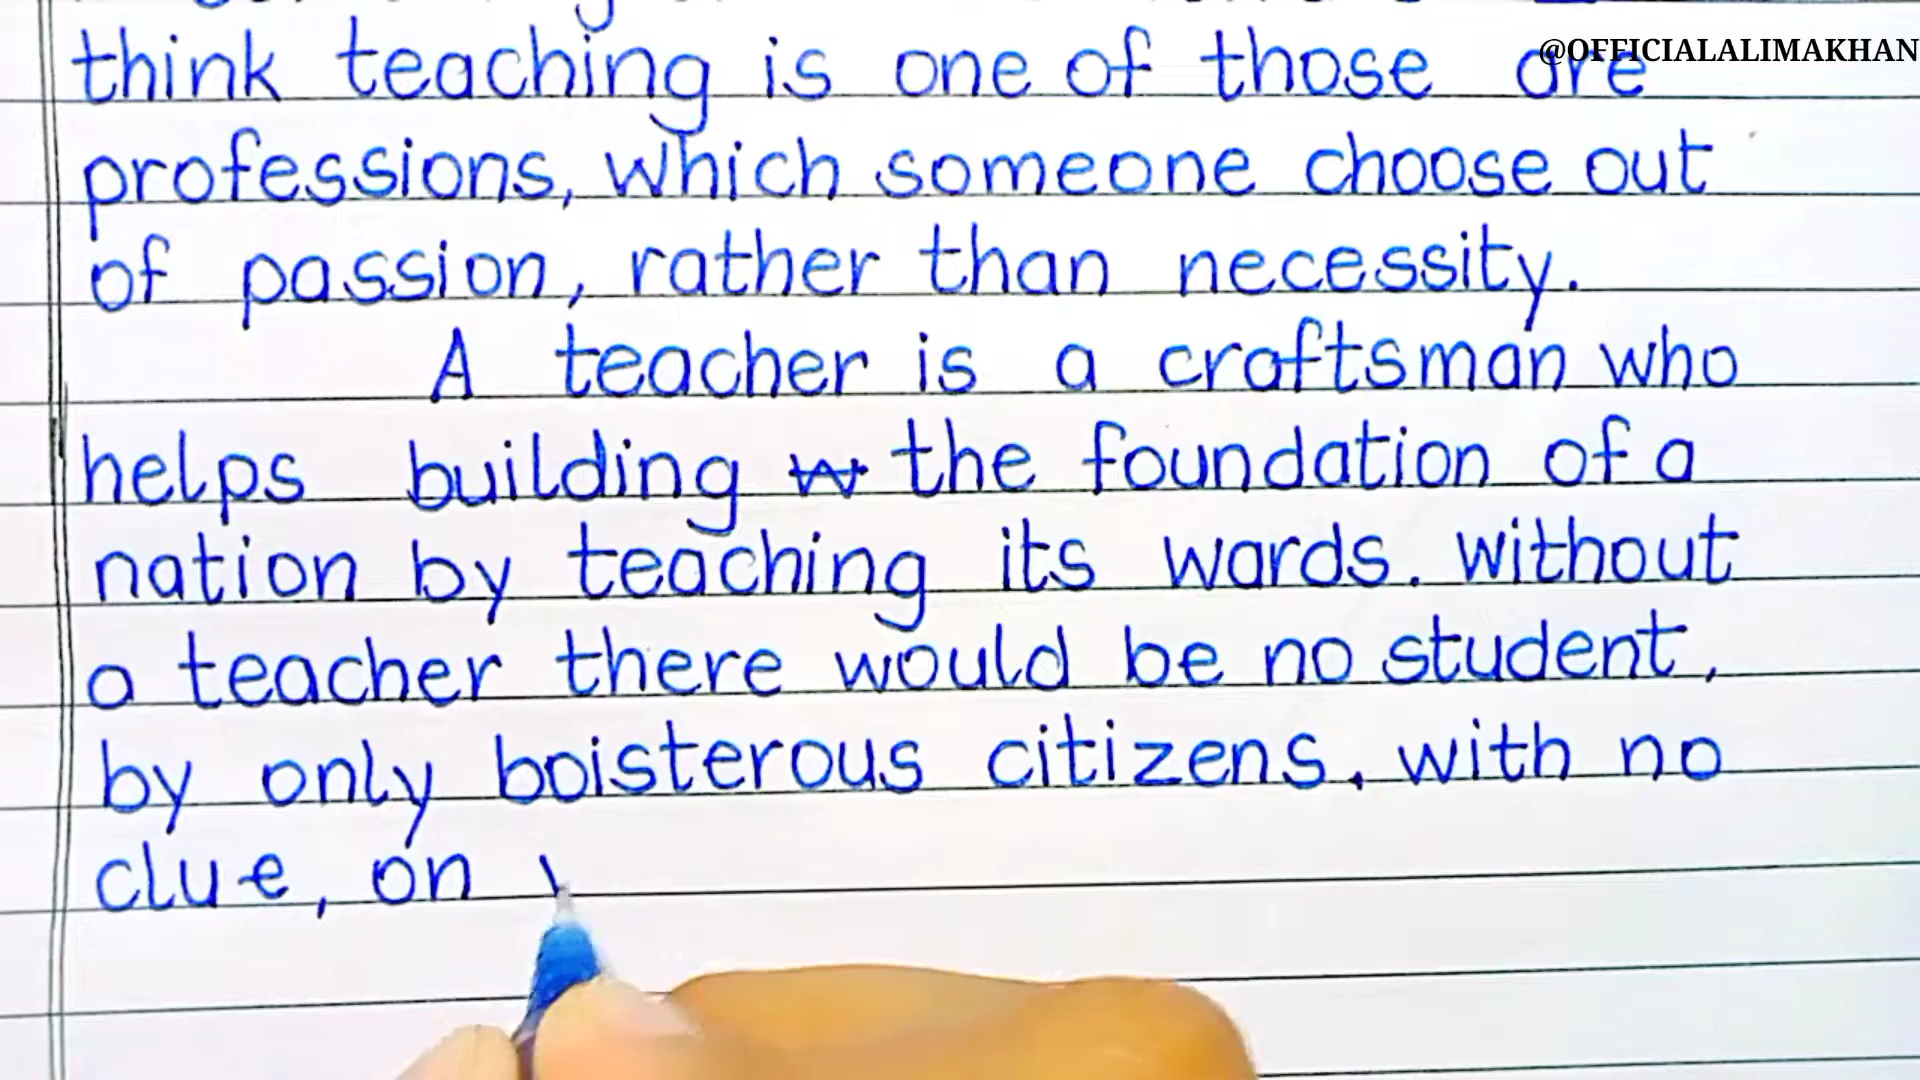 @OFFICIALALIMAKHAN
think teaching is one of those are
professions, which someone choose out
of passion, rather than necessity.
A teacher is a craftsman who
helps building the foundation of a
nation by teaching its wards. without
a teacher there would be no student,
by only boisterous citizens, with no
clue, on